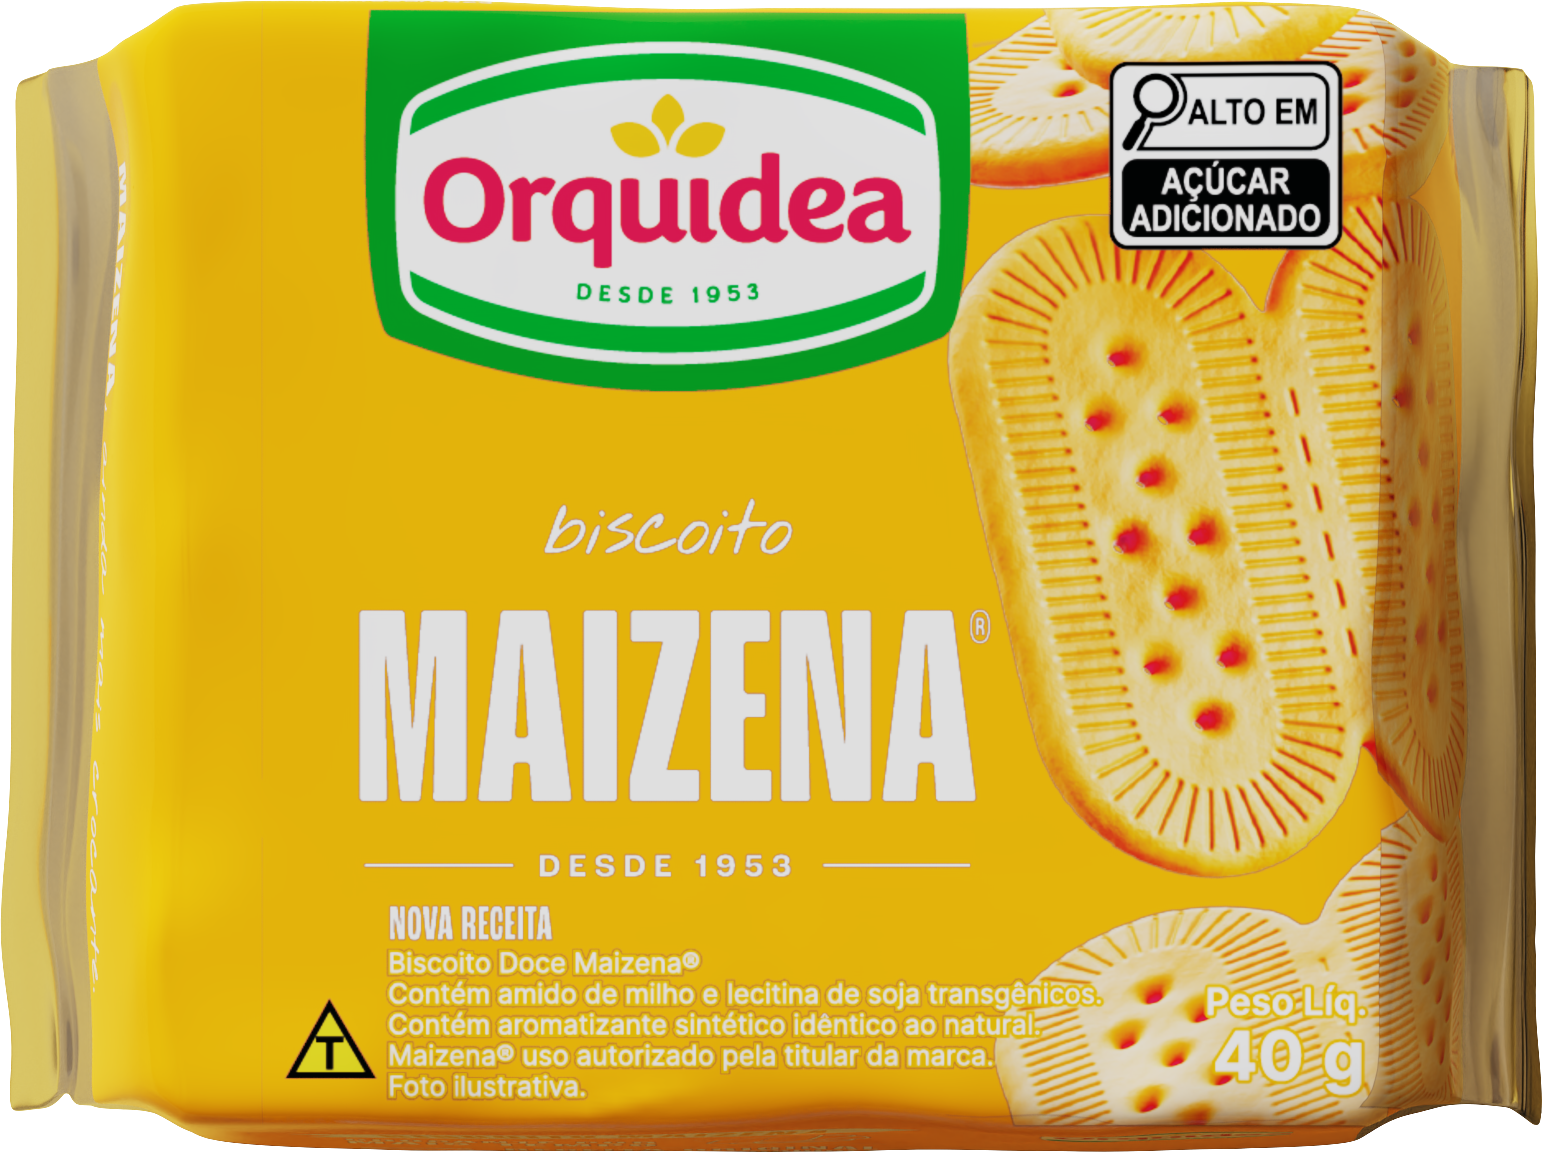 Orquidea
DESDE 1953
ALTO EM
AÇÚCAR
ADICIONADO
MAIZENA
biscoito
MAIZENA®
DESDE 1953
NOVA RECEITA
Biscoito Doce Maizena®
Contém amido de milho e lecitina de soja transgênicos.
Contém aromatizante sintético idêntico ao natural.
Maizena® uso autorizado pela titular da marca.
Foto ilustrativa.
T
Peso Líq.
40 g